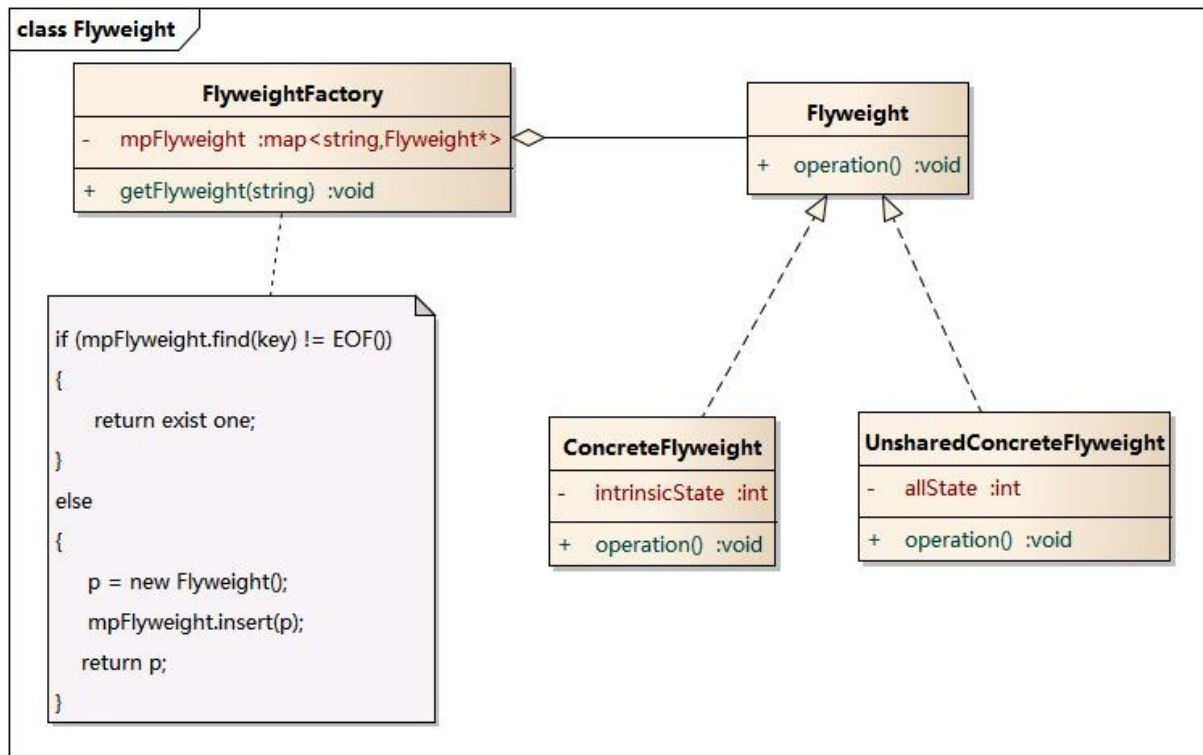 class Flyweight
FlyweightFactory
- mpFlyweight :map<string,Flyweight*>
+ getFlyweight(string) :void
Flyweight
+ operation() :void
if (mpFlyweight.find(key) != EOF())
{
return exist one;
}
else
{
p = new Flyweight();
mpFlyweight.insert(p);
return p;
}
ConcreteFlyweight
- intrinsicState :int
+ operation() :void
UnsharedConcreteFlyweight
- allState :int
+ operation() :void